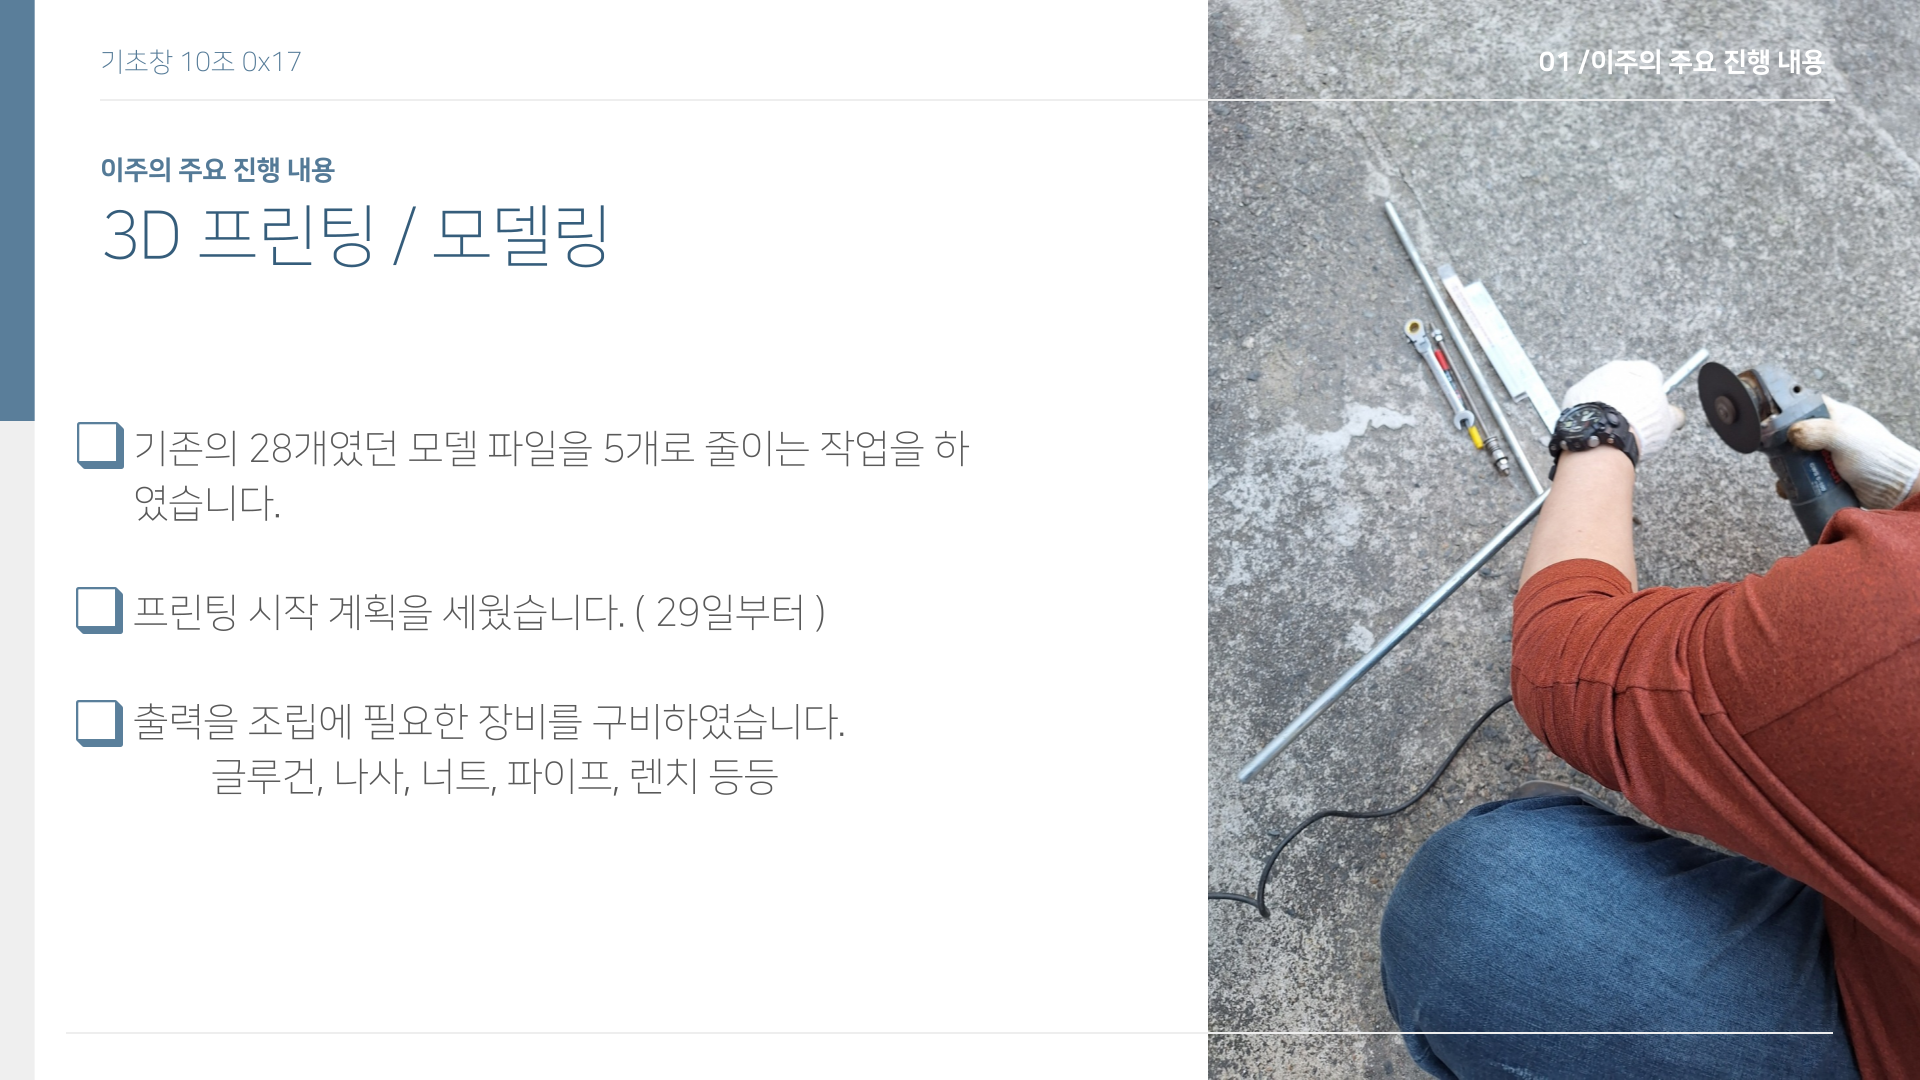 기초창 10조 0x17
01 /이주의 주요 진행 내용
이주의 주요 진행 내용
3D 프린팅 / 모델링
기존의 28개였던 모델 파일을 5개로 줄이는 작업을 하
였습니다.
프린팅 시작 계획을 세웠습니다. ( 29일부터 )
출력을 조립에 필요한 장비를 구비하였습니다.
글루건, 나사, 너트, 파이프, 렌치 등등